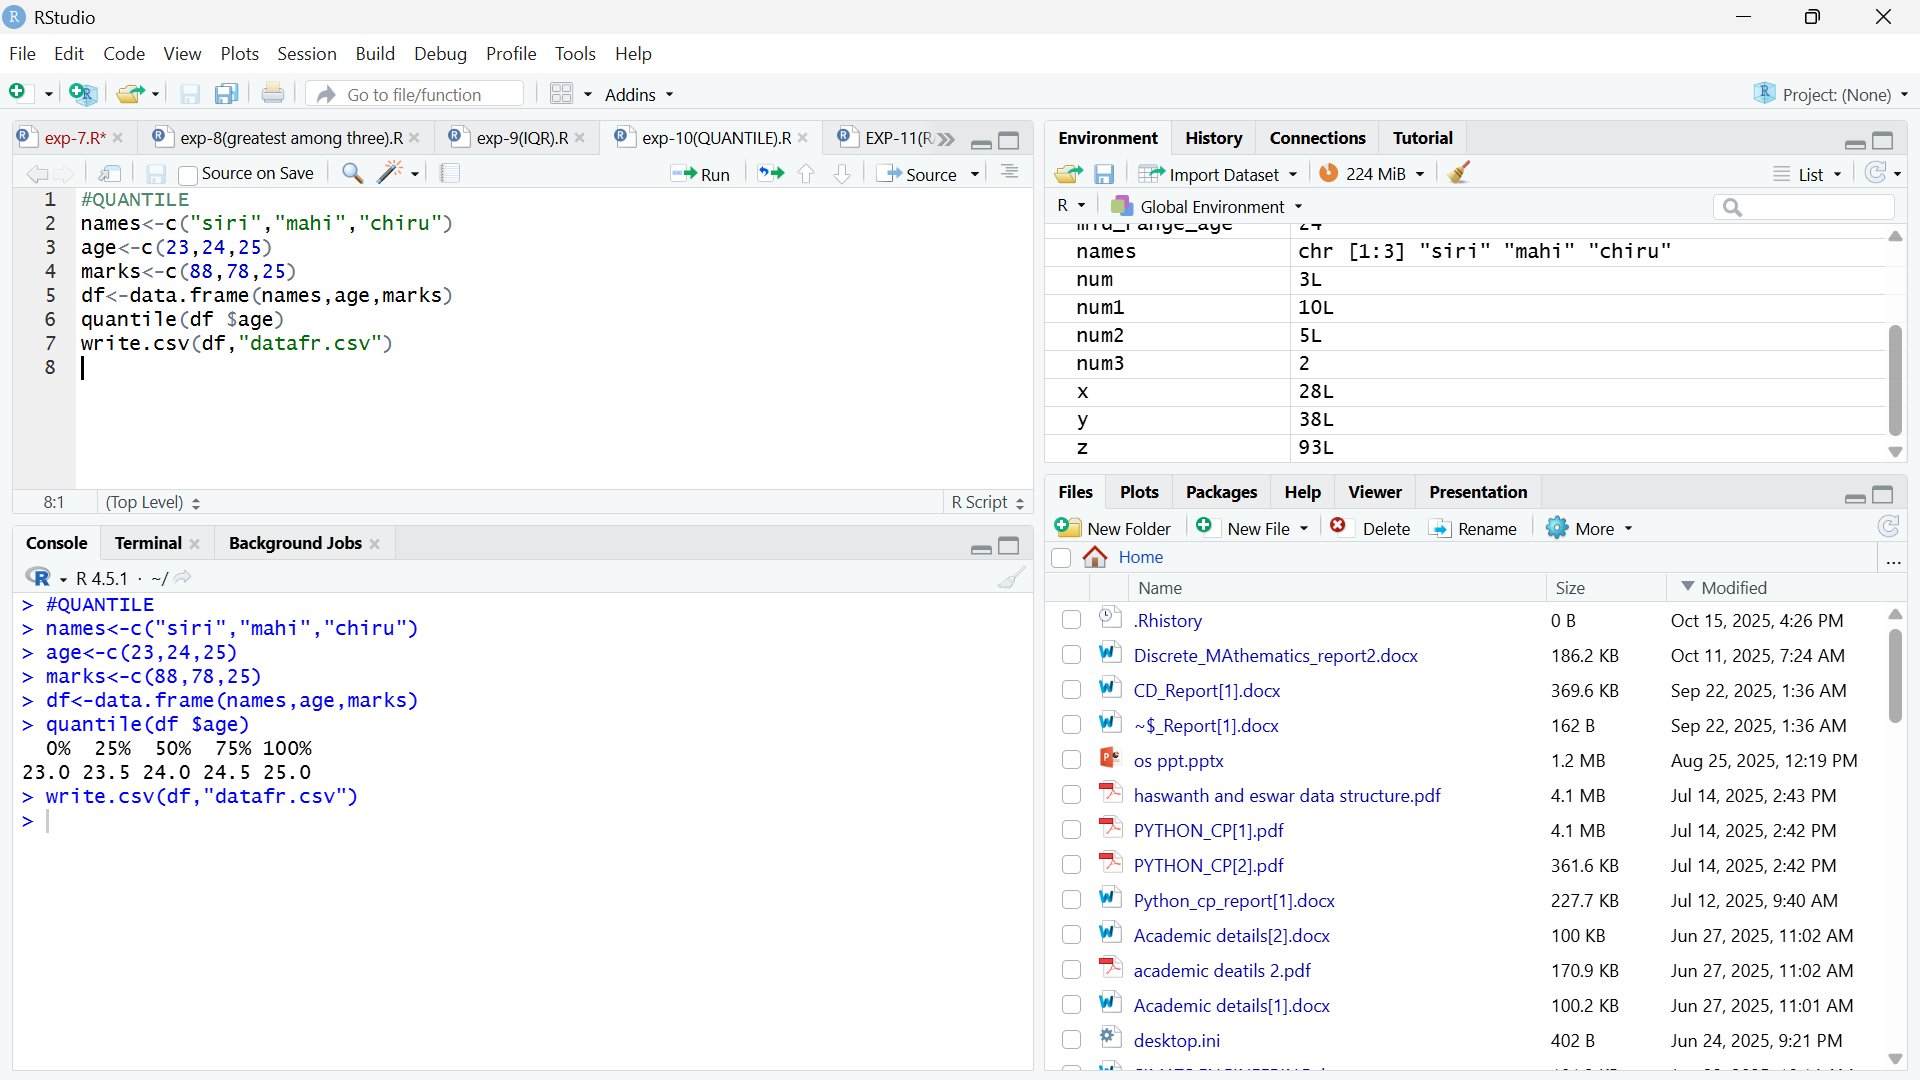 RStudio
File Edit Code View Plots Session Build Debug Profile Tools Help
Go to file/function Addins Project: (None)
exp-7.R* exp-8(greatest among three).R exp-9(IQR).R exp-10(QUANTILE).R EXP-11(R
Source on Save Run Source
1 #QUANTILE
2 names<-c("siri","mahi","chiru")
3 age<-c(23,24,25)
4 marks<-c(88,78,25)
5 df<-data.frame(names,age,marks)
6 quantile(df $age)
7 write.csv(df,"datafr.csv")
8
8:1 (Top Level) R Script
Console Terminal Background Jobs
R 4.5.1 · ~/
> #QUANTILE
> names<-c("siri","mahi","chiru")
> age<-c(23,24,25)
> marks<-c(88,78,25)
> df<-data.frame(names,age,marks)
> quantile(df $age)
0% 25% 50% 75% 100%
23.0 23.5 24.0 24.5 25.0
> write.csv(df,"datafr.csv")
>
Environment History Connections Tutorial
Import Dataset 224 MiB List
R Global Environment
24
names chr [1:3] "siri" "mahi" "chiru"
num 3L
num1 10L
num2 5L
num3 2
x 28L
y 38L
z 93L
Files Plots Packages Help Viewer Presentation
New Folder New File Delete Rename More
Home ...
Name Size Modified
.Rhistory 0 B Oct 15, 2025, 4:26 PM
Discrete_MAthematics_report2.docx 186.2 KB Oct 11, 2025, 7:24 AM
CD_Report[1].docx 369.6 KB Sep 22, 2025, 1:36 AM
~$_Report[1].docx 162 B Sep 22, 2025, 1:36 AM
os ppt.pptx 1.2 MB Aug 25, 2025, 12:19 PM
haswanth and eswar data structure.pdf 4.1 MB Jul 14, 2025, 2:43 PM
PYTHON_CP[1].pdf 4.1 MB Jul 14, 2025, 2:42 PM
PYTHON_CP[2].pdf 361.6 KB Jul 14, 2025, 2:42 PM
Python_cp_report[1].docx 227.7 KB Jul 12, 2025, 9:40 AM
Academic details[2].docx 100 KB Jun 27, 2025, 11:02 AM
academic deatils 2.pdf 170.9 KB Jun 27, 2025, 11:02 AM
Academic details[1].docx 100.2 KB Jun 27, 2025, 11:01 AM
desktop.ini 402 B Jun 24, 2025, 9:21 PM